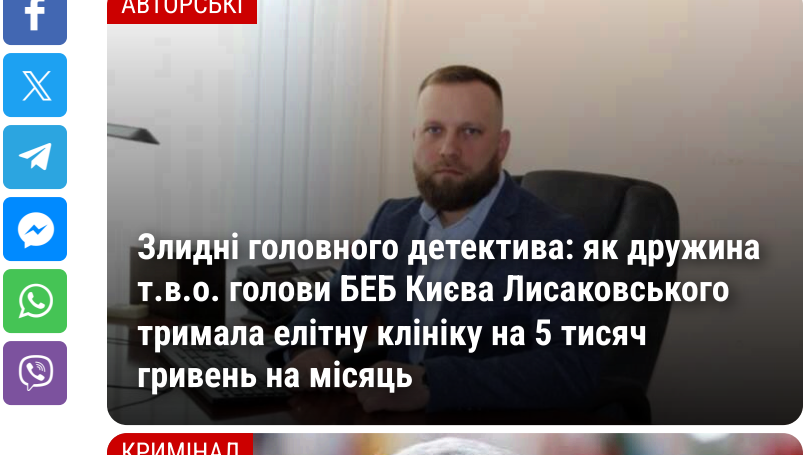 АВТОРСЬКІ
Злидні головного детектива: як дружина
т.в.о. голови БЕБ Києва Лисаковського
тримала елітну клініку на 5 тисяч
гривень на місяць
КРИМІНАЛ